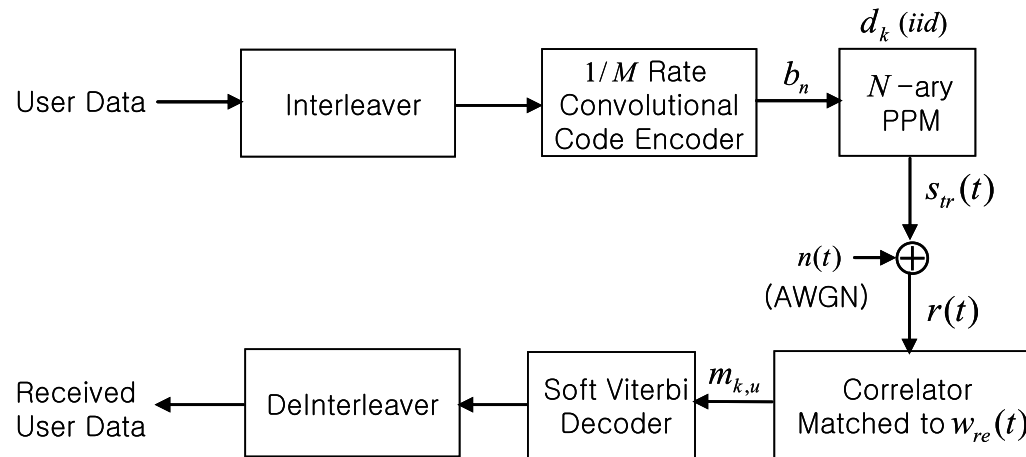 d_k (iid)
User Data
Interleaver
1/M Rate
Convolutional
Code Encoder
b_n
N-ary
PPM
s_tr(t)
n(t)
(AWGN)
r(t)
Received
User Data
DeInterleaver
Soft Viterbi
Decoder
m_k,u
Correlator
Matched to w_re(t)